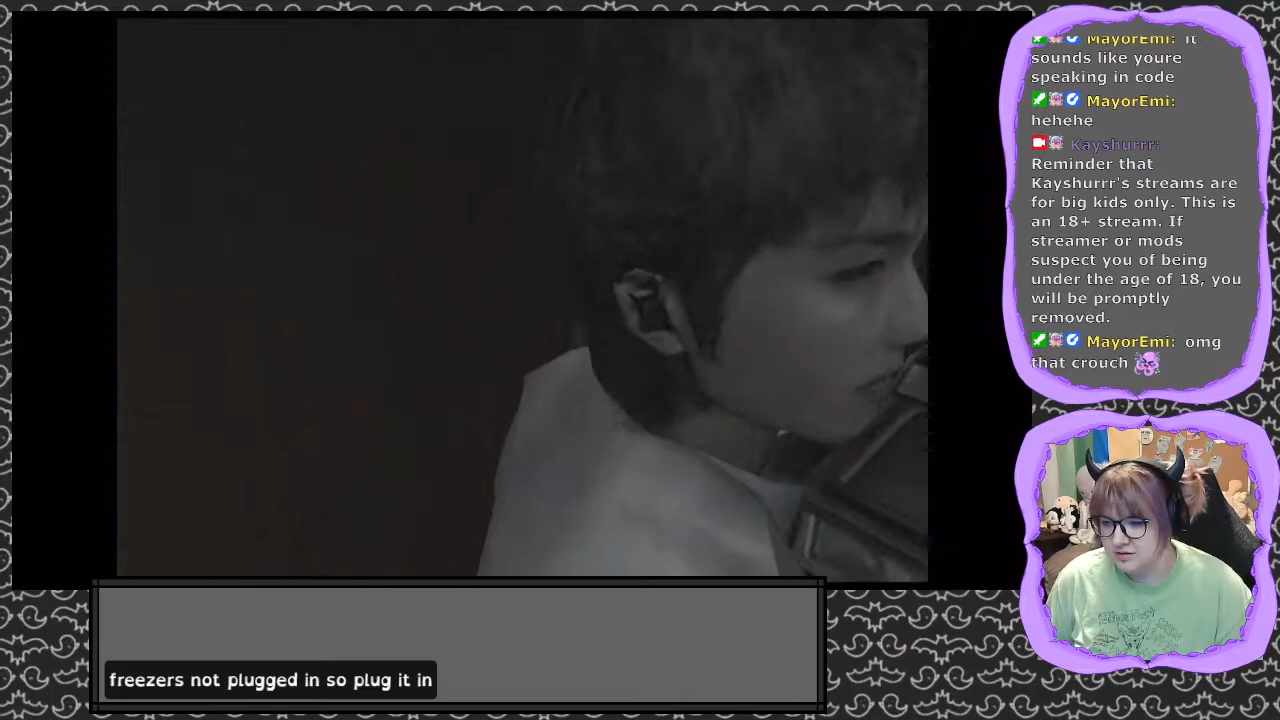 MayorEmi: it
sounds like youre
speaking in code
MayorEmi:
hehehe
Kayshurrr:
Reminder that
Kayshurrr's streams are
for big kids only. This is
an 18+ stream. If
streamer or mods
suspect you of being
under the age of 18, you
will be promptly
removed.
MayorEmi: omg
that crouch
freezers not plugged in so plug it in